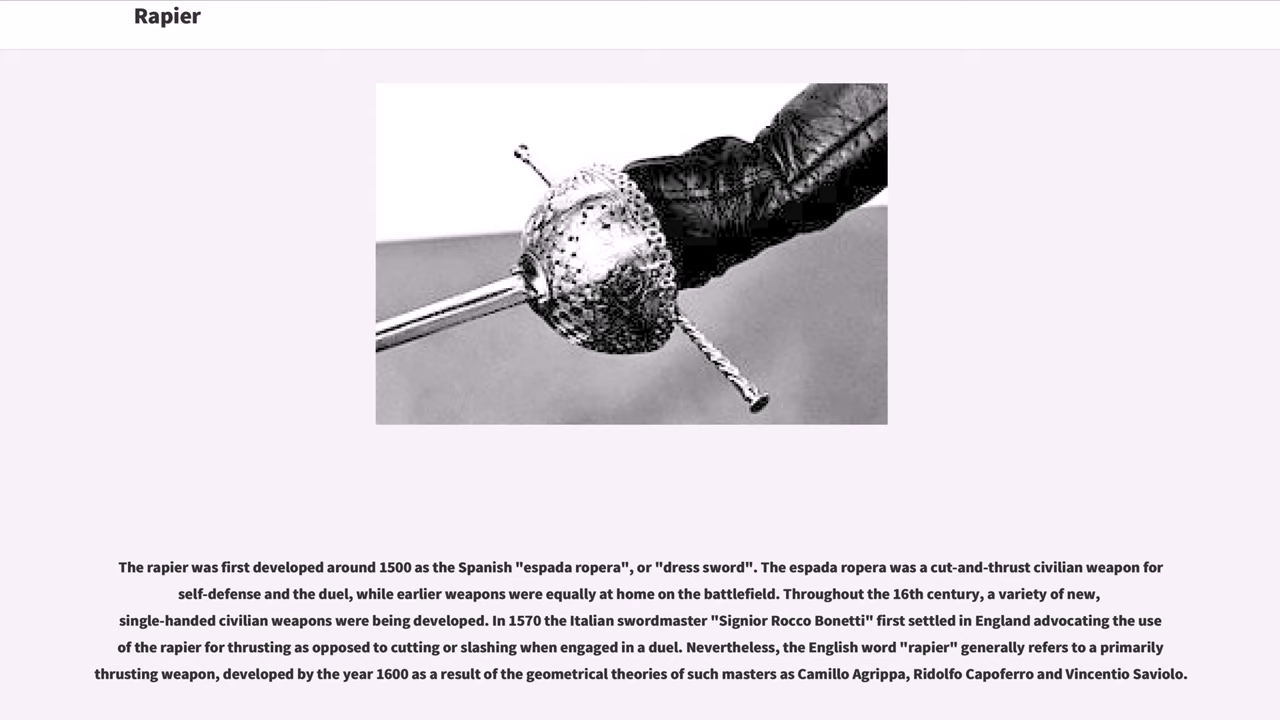 Rapier
The rapier was first developed around 1500 as the Spanish "espada ropera", or "dress sword". The espada ropera was a cut-and-thrust civilian weapon for
self-defense and the duel, while earlier weapons were equally at home on the battlefield. Throughout the 16th century, a variety of new,
single-handed civilian weapons were being developed. In 1570 the Italian swordmaster "Signior Rocco Bonetti" first settled in England advocating the use
of the rapier for thrusting as opposed to cutting or slashing when engaged in a duel. Nevertheless, the English word "rapier" generally refers to a primarily
thrusting weapon, developed by the year 1600 as a result of the geometrical theories of such masters as Camillo Agrippa, Ridolfo Capoferro and Vincentio Saviolo.